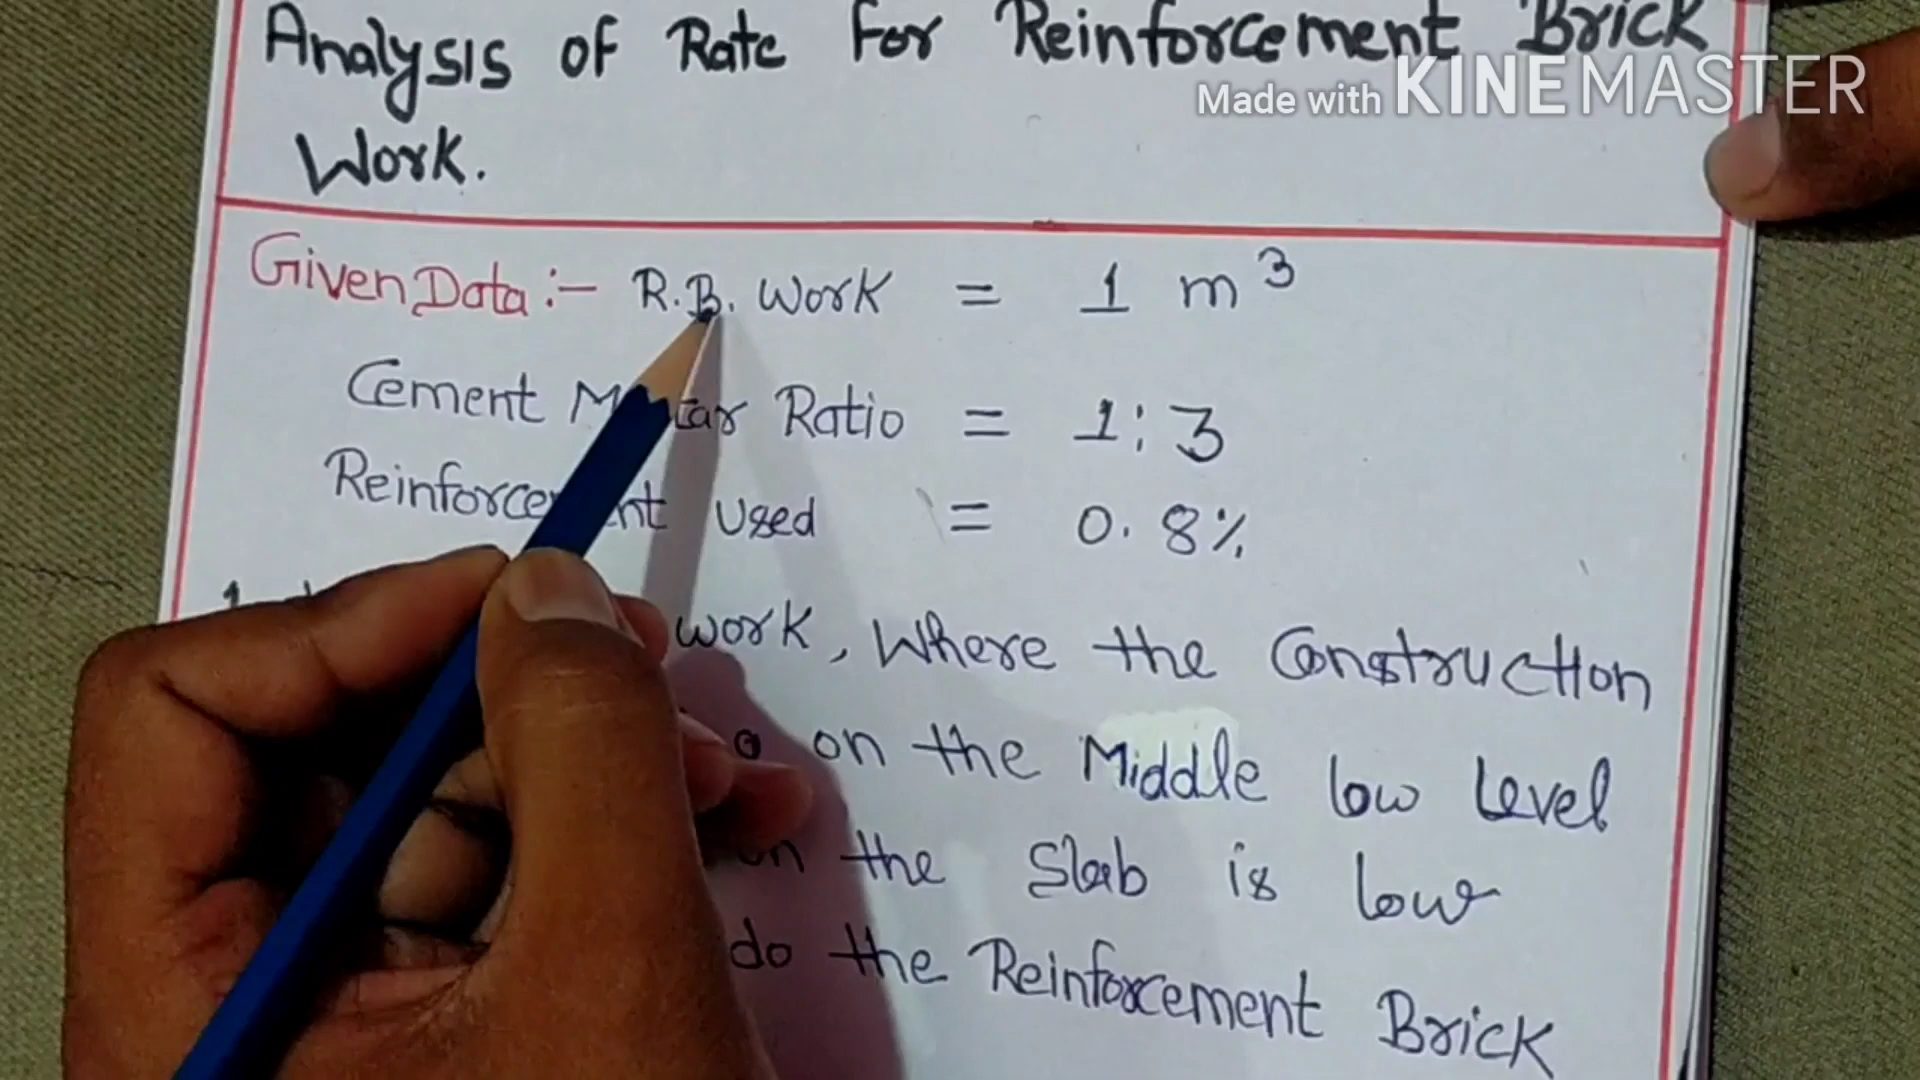 Analysis of Rate For Reinforcement Brick
Made with KINEMASTER
Work.
Given Data :- R.B. Work = 1 m³
Cement Ratio = 1:3
Used = 0.8%
work, Where the Construction
on the Middle low Level
the Slab is low
do the Reinforcement Brick